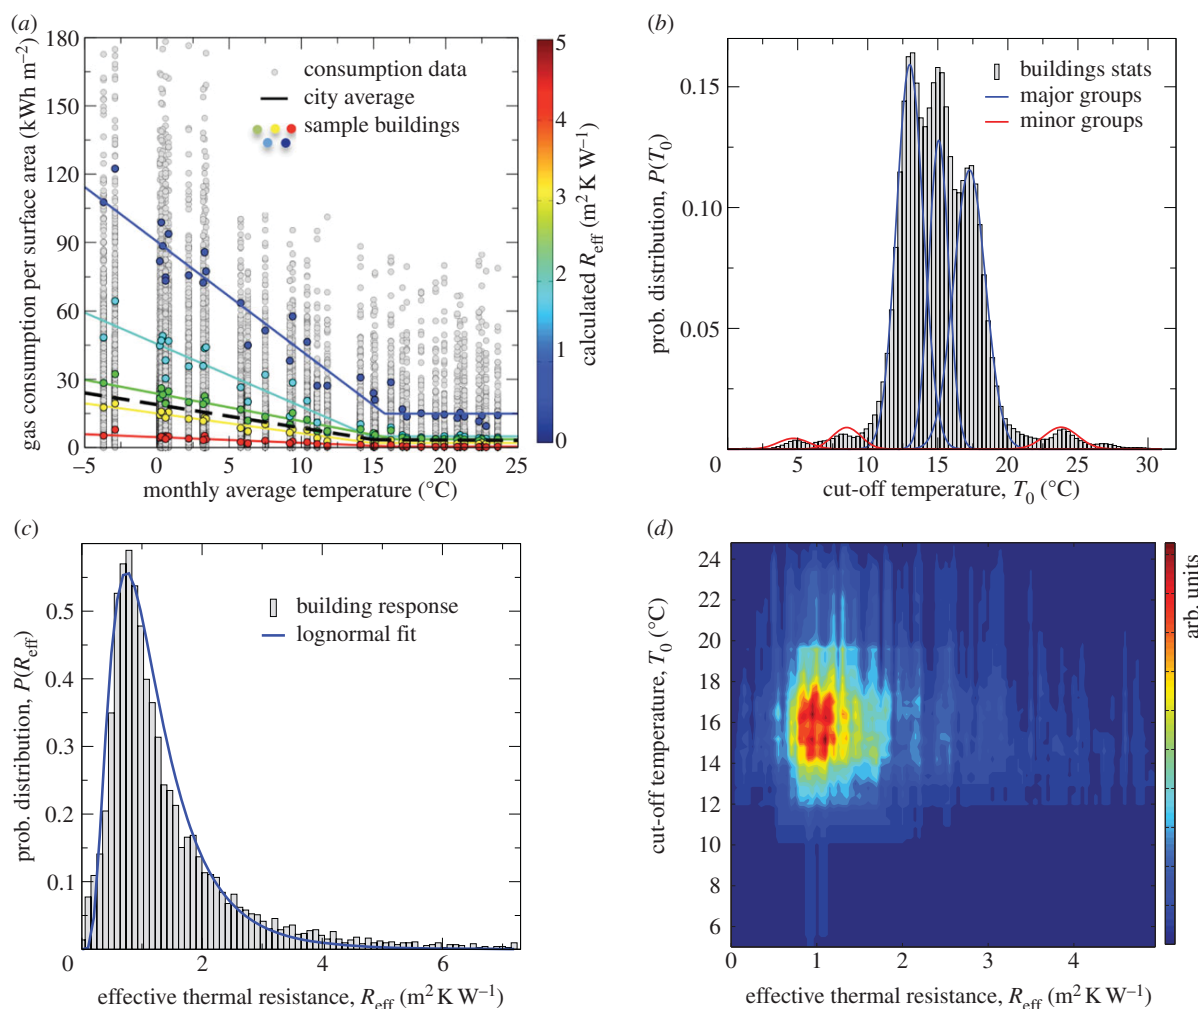 (a)
gas consumption per surface area (kWh m⁻²)
180
150
120
90
60
30
0
−5 0 5 10 15 20 25
monthly average temperature (°C)
consumption data
city average
sample buildings
5
4
3
2
1
0
calculated R_eff (m² K W⁻¹)
(b)
prob. distribution, P(T₀)
0.15
0.10
0.05
0 5 10 15 20 25 30
cut-off temperature, T₀ (°C)
buildings stats
major groups
minor groups
(c)
prob. distribution, P(R_eff)
0.5
0.4
0.3
0.2
0.1
0 2 4 6
effective thermal resistance, R_eff (m² K W⁻¹)
building response
lognormal fit
(d)
cut-off temperature, T₀ (°C)
24
22
20
18
16
14
12
10
8
6
0 1 2 3 4
effective thermal resistance, R_eff (m² K W⁻¹)
arb. units